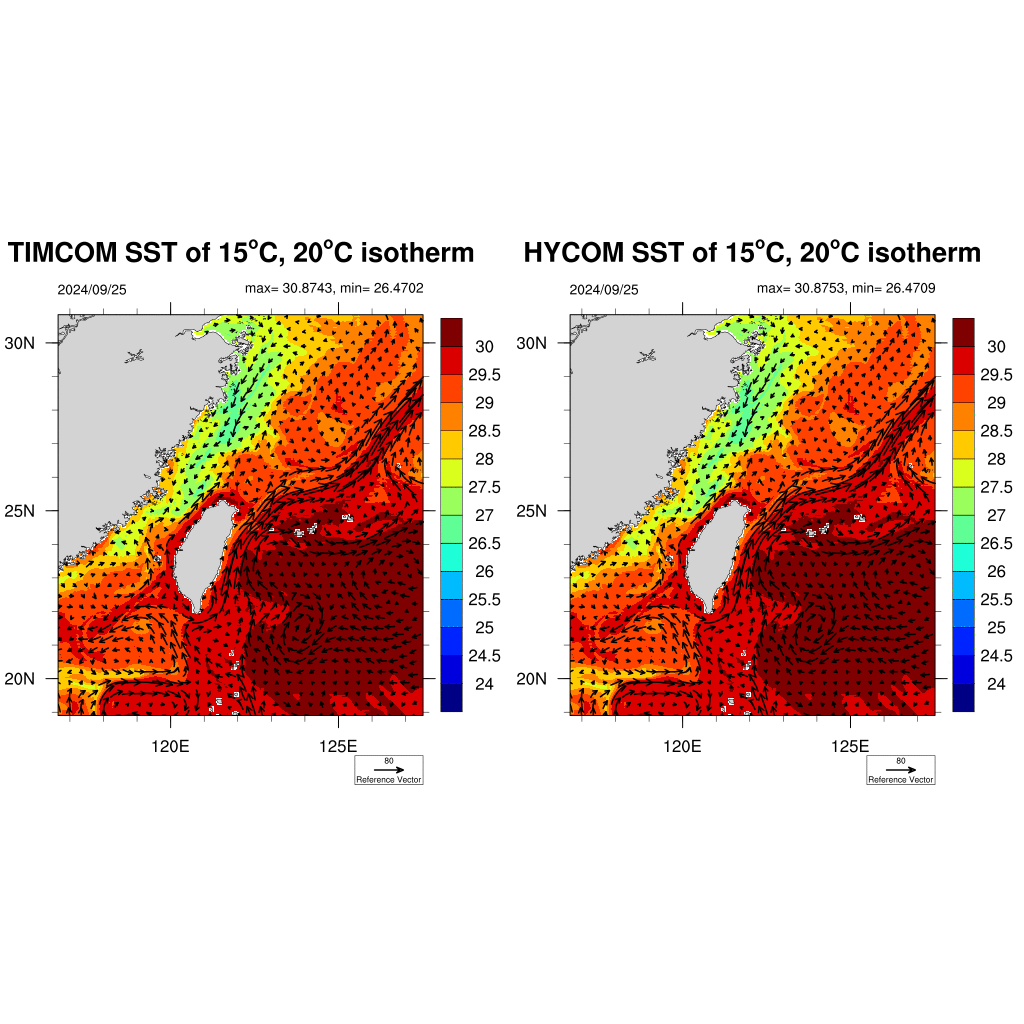 TIMCOM SST of 15°C, 20°C isotherm
2024/09/25
max= 30.8743, min= 26.4702
30N
25N
20N
120E
125E
30
29.5
29
28.5
28
27.5
27
26.5
26
25.5
25
24.5
24
80
Reference Vector
HYCOM SST of 15°C, 20°C isotherm
2024/09/25
max= 30.8753, min= 26.4709
30N
25N
20N
120E
125E
30
29.5
29
28.5
28
27.5
27
26.5
26
25.5
25
24.5
24
80
Reference Vector